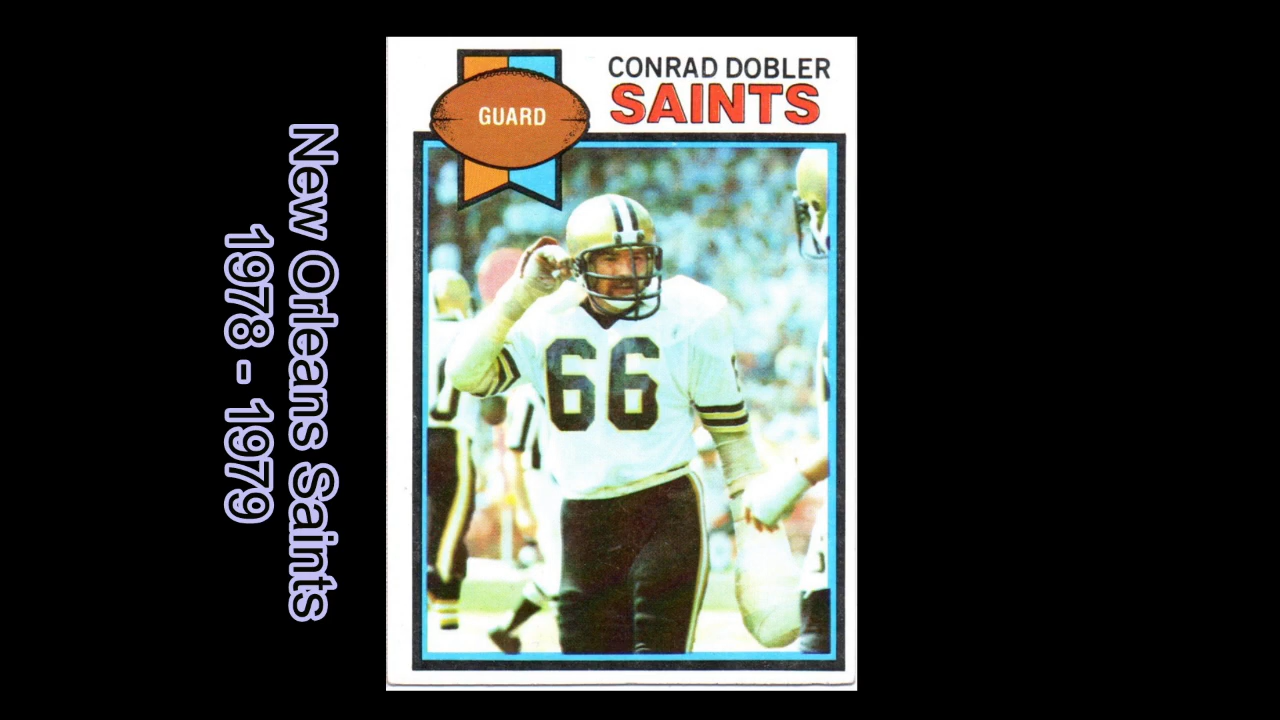 New Orleans Saints
1978 - 1979
CONRAD DOBLER
SAINTS
GUARD
66